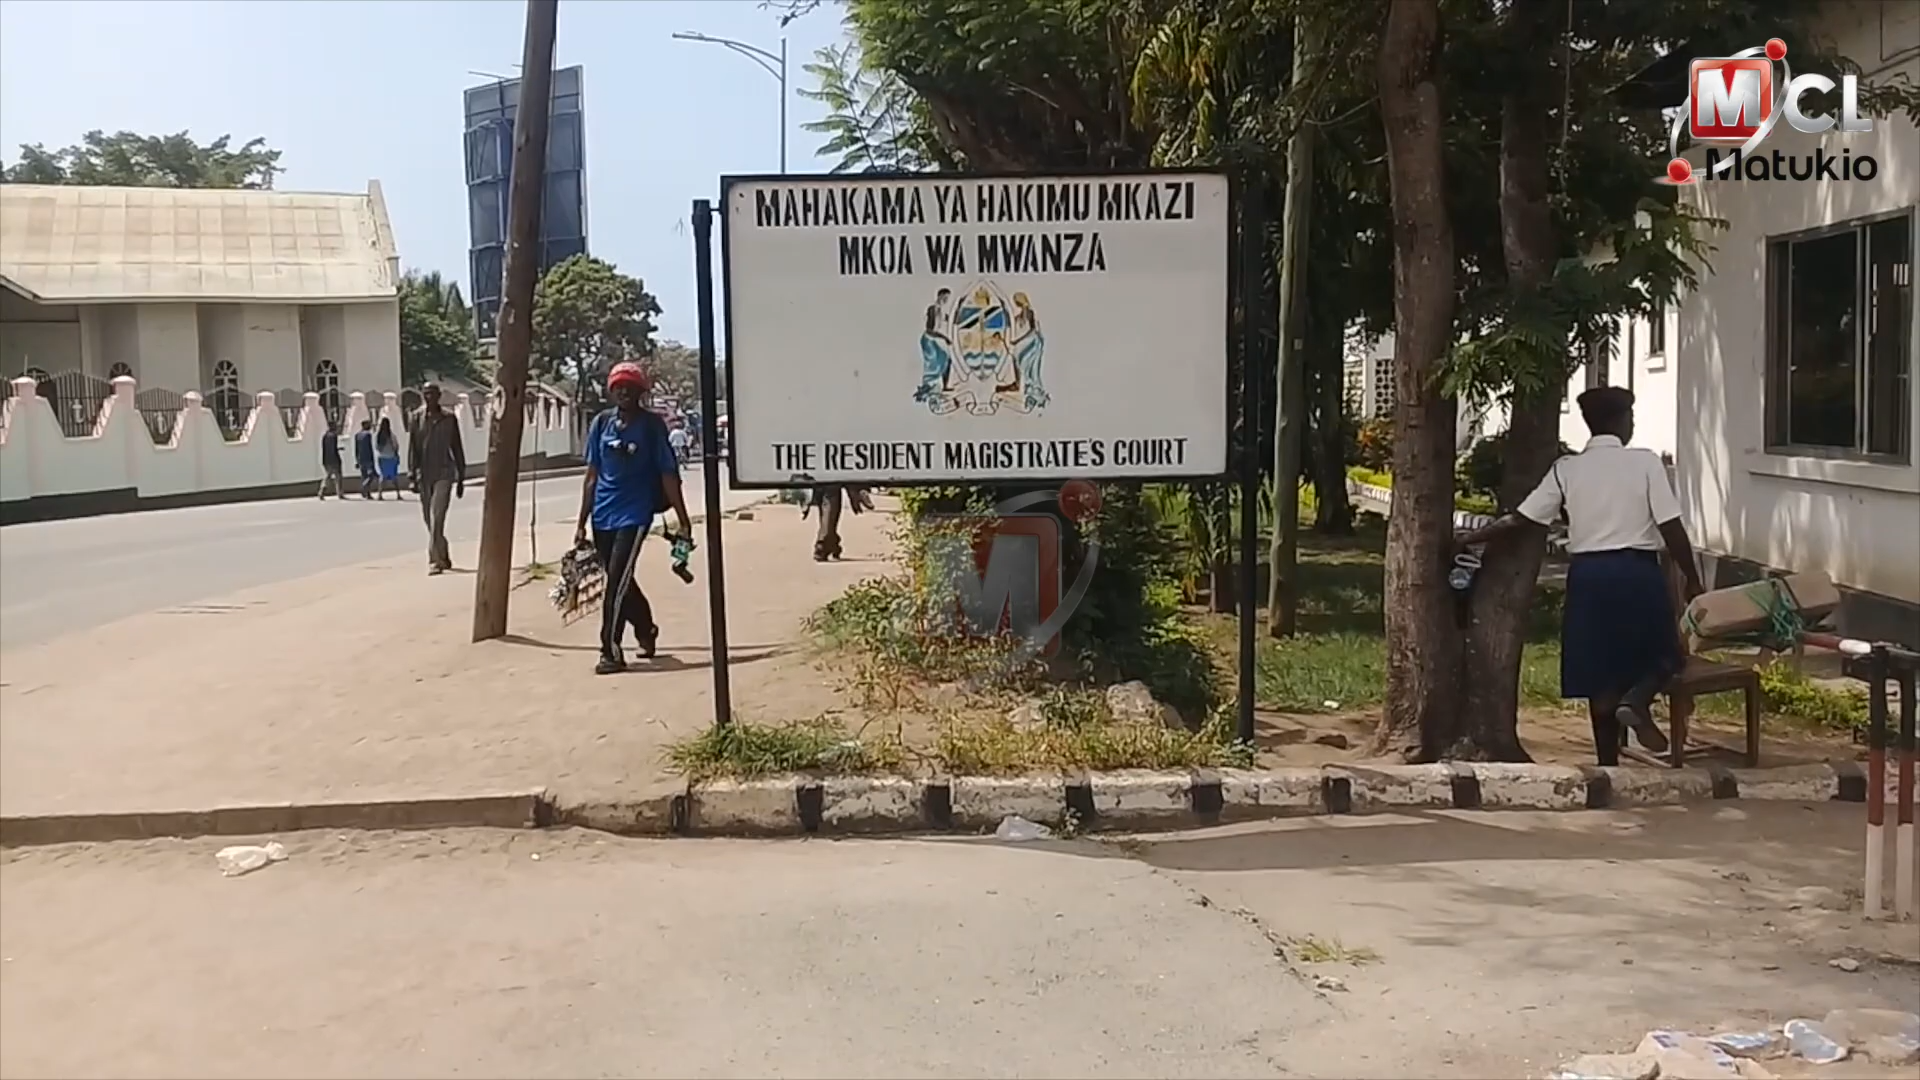 MCL
Matukio
MAHAKAMA YA HAKIMU MKAZI
MKOA WA MWANZA
THE RESIDENT MAGISTRATE'S COURT
M